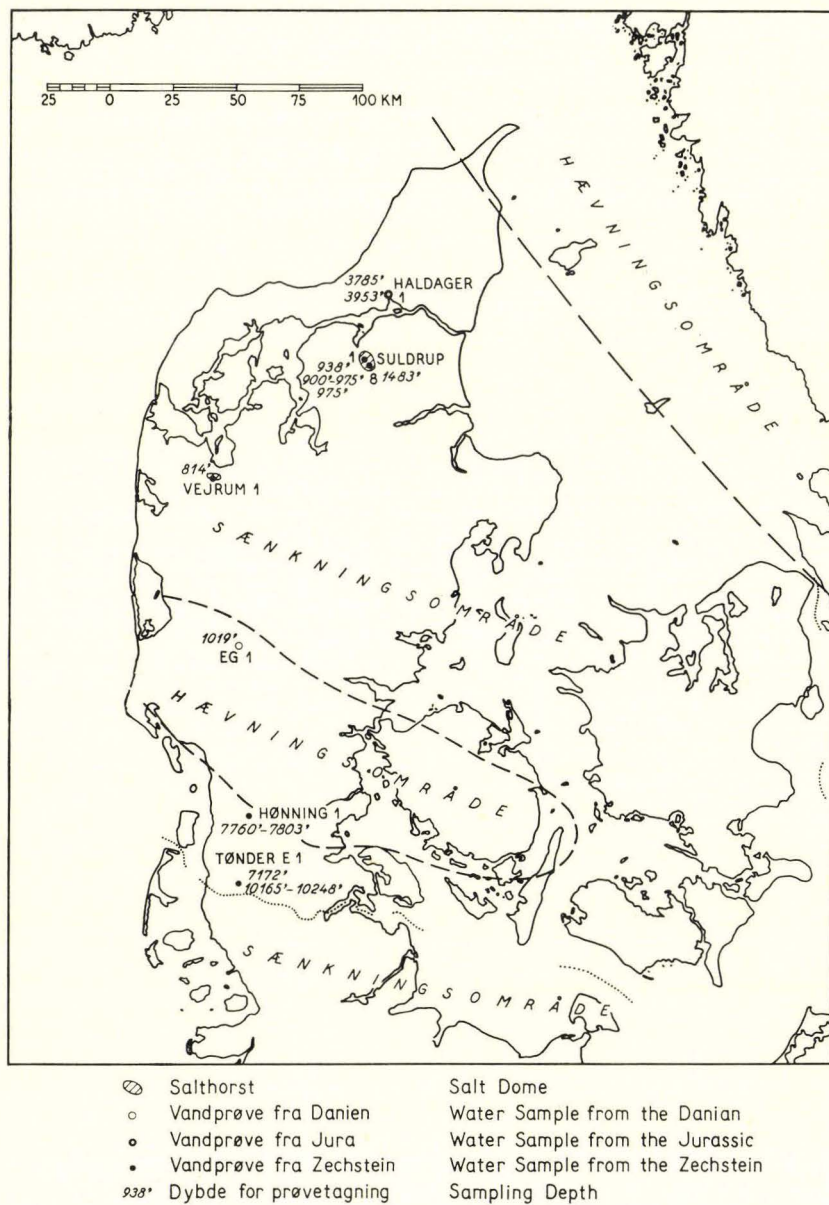 25 0 25 50 75 100 KM
HÆVNINGSOMRÅDE
3785' HALDAGER
3953' 1
1 SULDRUP
938'
900'-975' 8 1483'
975'
814'
VEJRUM 1
SÆNKNINGSOMRÅDE
1019'
EG 1
HÆVNINGSOMRÅDE
HØNNING 1
7760'-7803'
TØNDER E 1
7172'
10165'-10248'
SÆNKNINGSOMRÅDE
Salthorst Salt Dome
Vandprøve fra Danien Water Sample from the Danian
Vandprøve fra Jura Water Sample from the Jurassic
Vandprøve fra Zechstein Water Sample from the Zechstein
938' Dybde for prøvetagning Sampling Depth